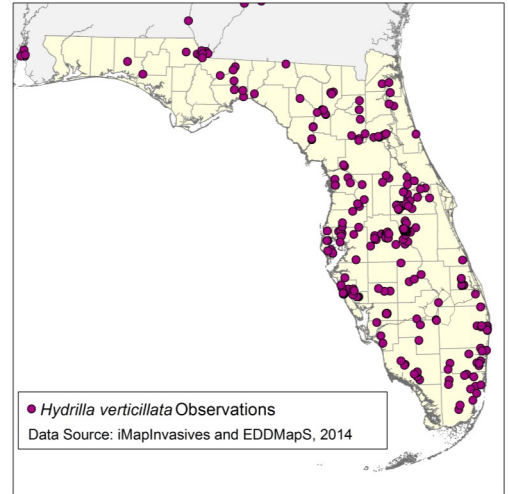 Hydrilla verticillata Observations
Data Source: iMapInvasives and EDDMapS, 2014